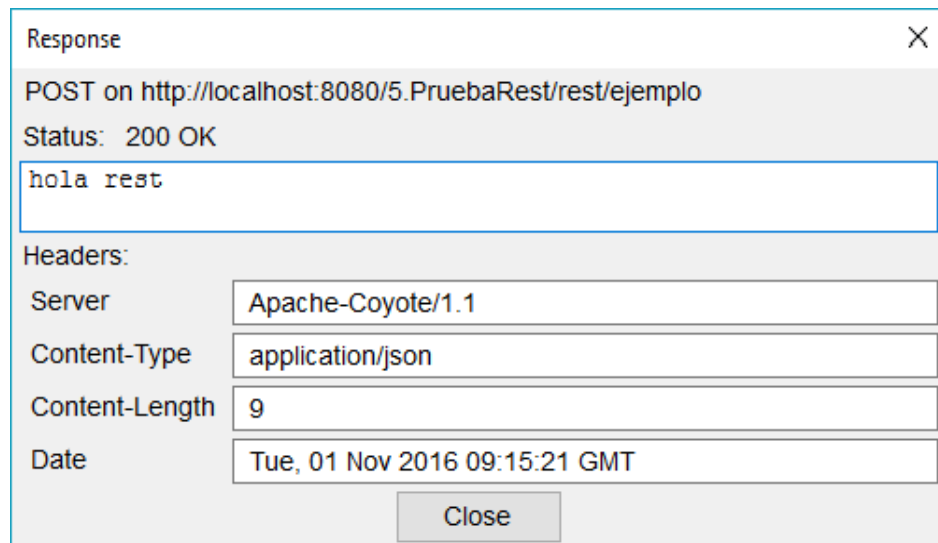 Response
POST on http://localhost:8080/5.PruebaRest/rest/ejemplo
Status: 200 OK
hola rest
Headers:
Server Apache-Coyote/1.1
Content-Type application/json
Content-Length 9
Date Tue, 01 Nov 2016 09:15:21 GMT
Close